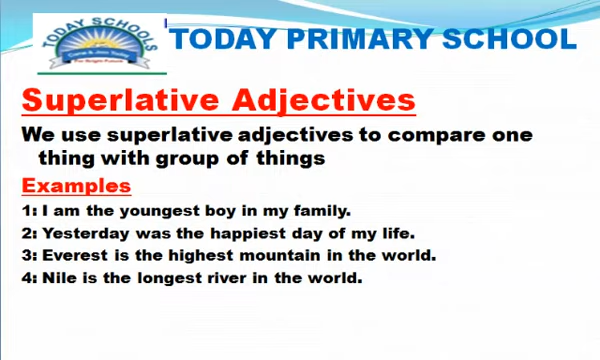 TODAY SCHOOLS
TODAY PRIMARY SCHOOL
Superlative Adjectives
We use superlative adjectives to compare one
thing with group of things
Examples
1: I am the youngest boy in my family.
2: Yesterday was the happiest day of my life.
3: Everest is the highest mountain in the world.
4: Nile is the longest river in the world.